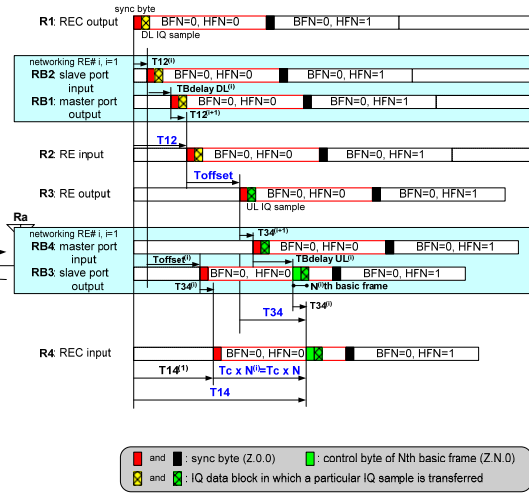 sync byte
R1: REC output
BFN=0, HFN=0
BFN=0, HFN=1
DL IQ sample
networking RE# i, i=1
T12(i)
RB2: slave port input
BFN=0, HFN=0
BFN=0, HFN=1
TBdelay DL(i)
RB1: master port output
BFN=0, HFN=0
BFN=0, HFN=1
T12(i+1)
T12
R2: RE input
BFN=0, HFN=0
BFN=0, HFN=1
Toffset
R3: RE output
BFN=0, HFN=0
BFN=0, HFN=1
UL IQ sample
Ra
networking RE# i, i=1
T34(i+1)
RB4: master port input
BFN=0, HFN=0
BFN=0, HFN=1
Toffset(i)
TBdelay UL(i)
RB3: slave port output
BFN=0, HFN=0
BFN=0, HFN=1
T34(i)
N(i)th basic frame
T34(i)
T34
R4: REC input
BFN=0, HFN=0
BFN=0, HFN=1
T14(1)
Tc x N(i)=Tc x N
T14
and : sync byte (Z.0.0)
: control byte of Nth basic frame (Z.N.0)
and : IQ data block in which a particular IQ sample is transferred